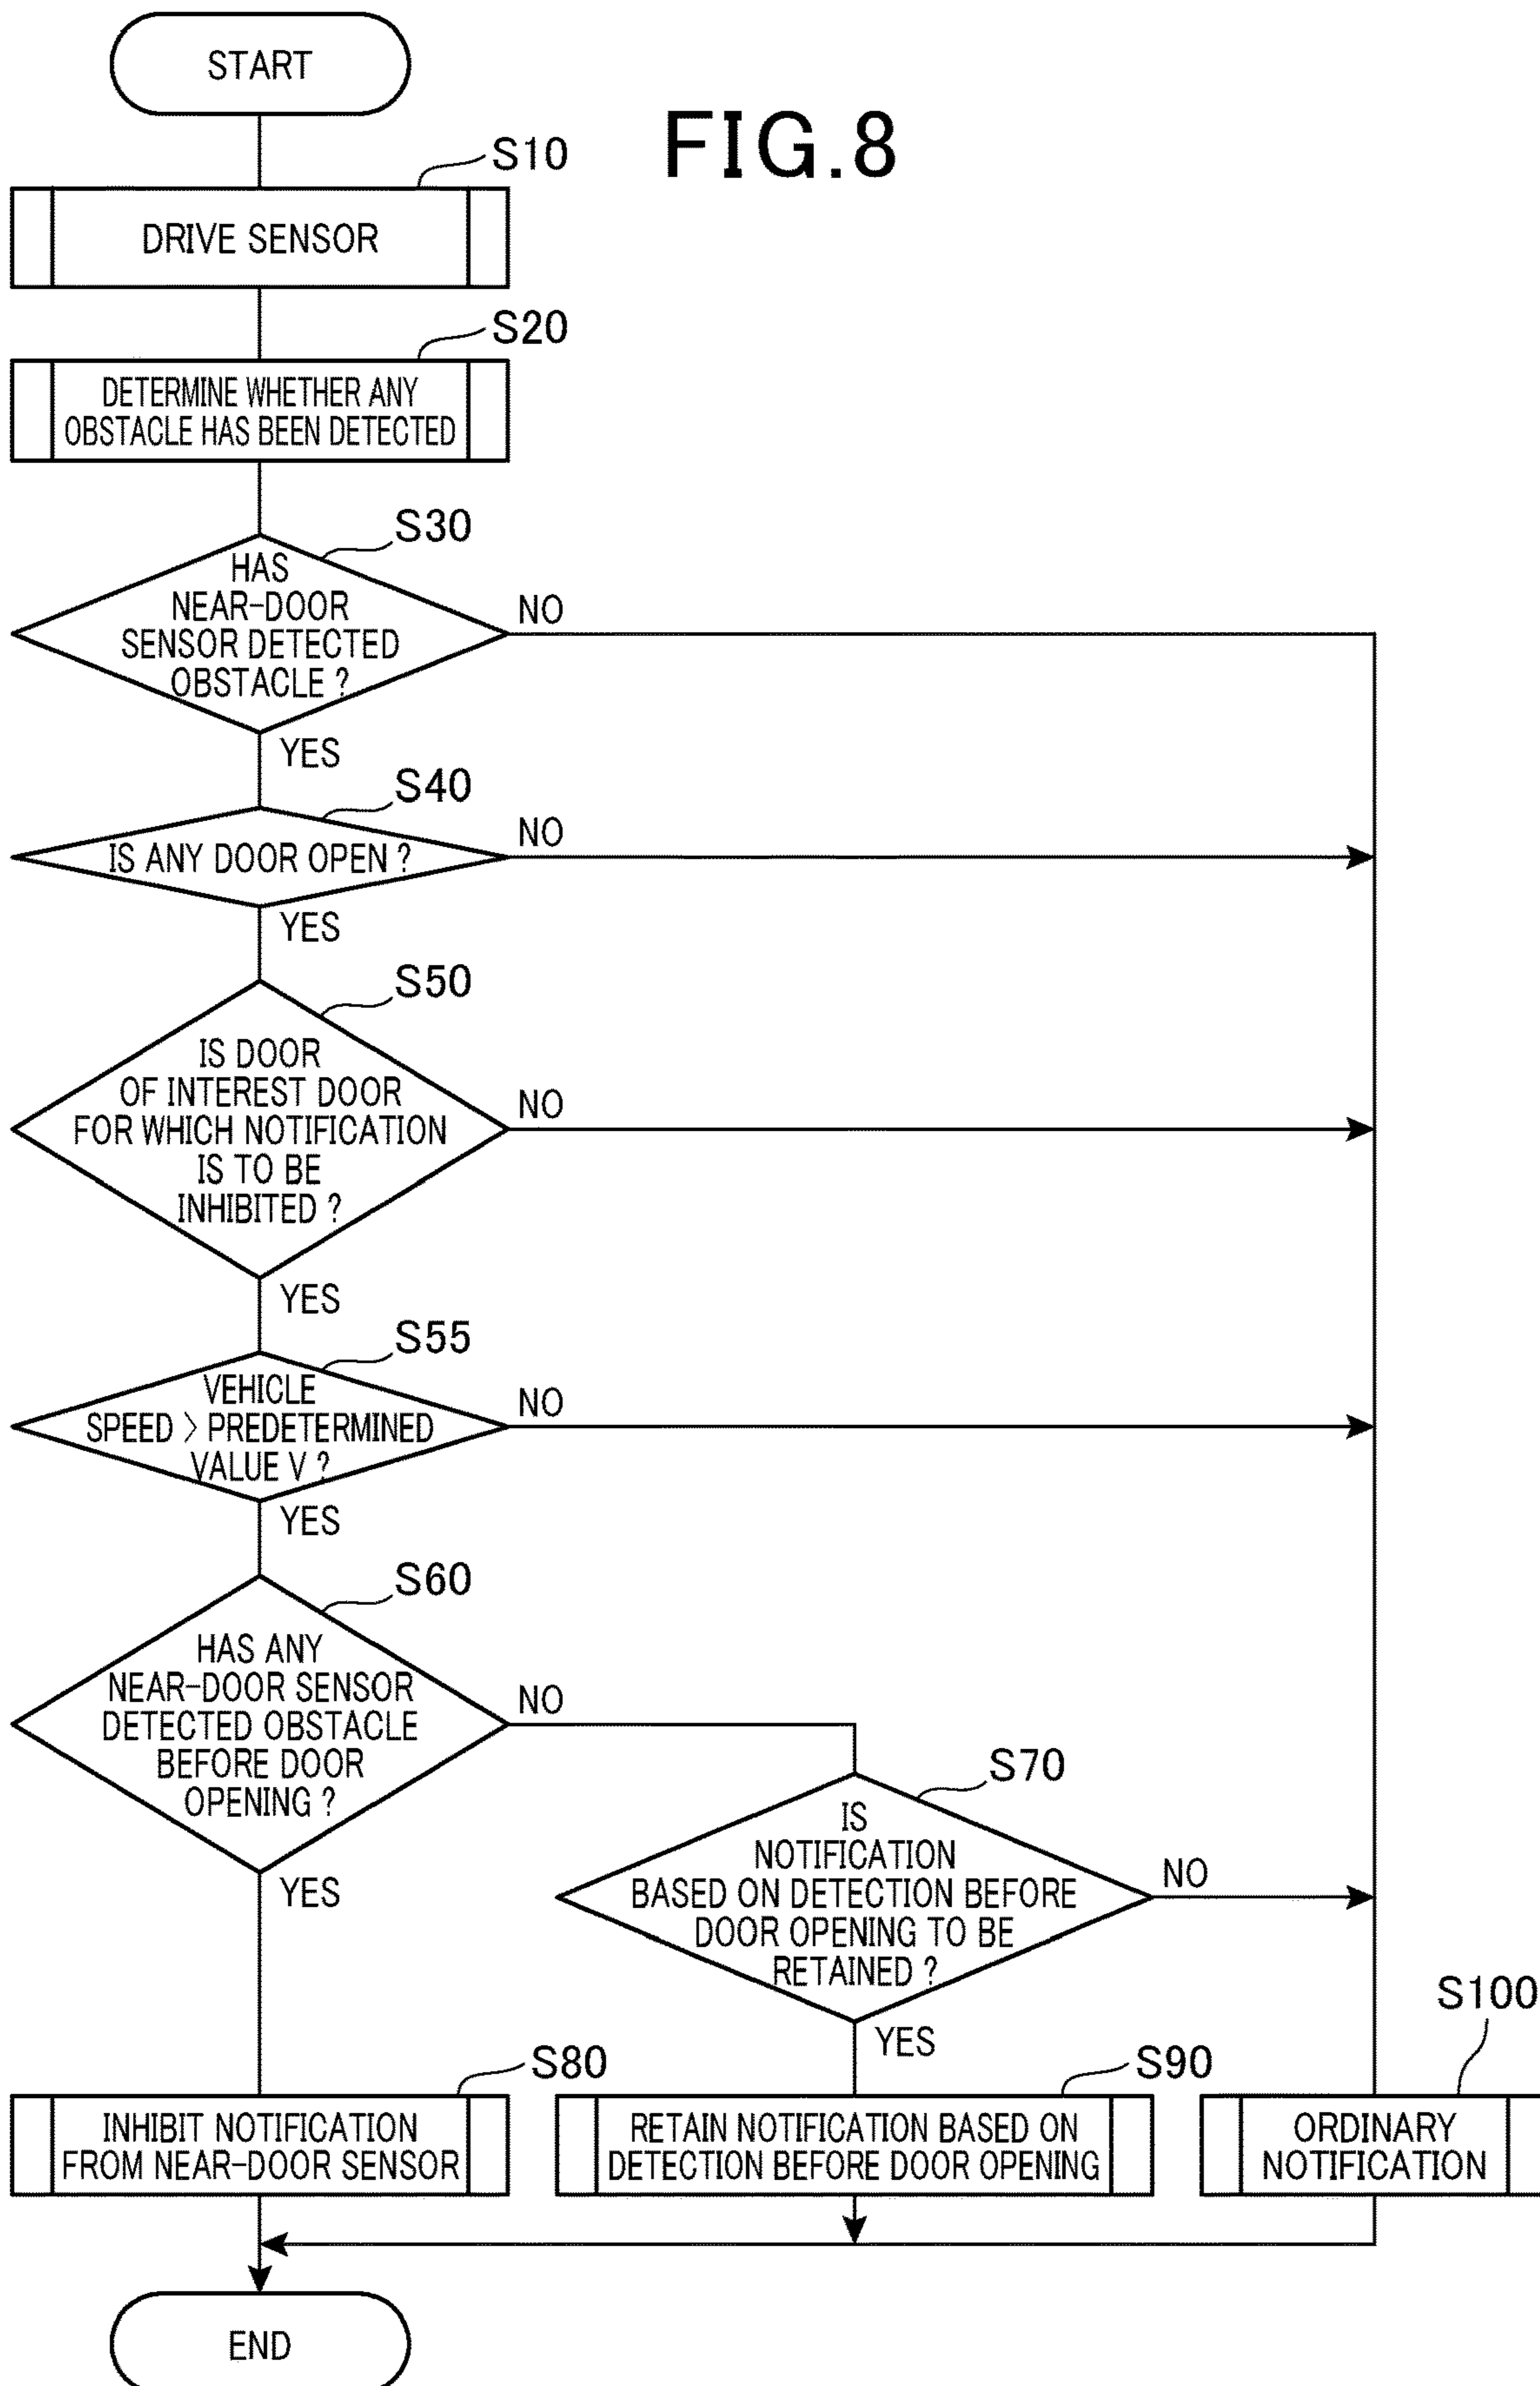 START
FIG.8
S10
DRIVE SENSOR
S20
DETERMINE WHETHER ANY
OBSTACLE HAS BEEN DETECTED
S30
HAS
NEAR-DOOR
SENSOR DETECTED
OBSTACLE ?
NO
YES
S40
IS ANY DOOR OPEN ?
NO
YES
S50
IS DOOR
OF INTEREST DOOR
FOR WHICH NOTIFICATION
IS TO BE
INHIBITED ?
NO
YES
S55
VEHICLE
SPEED > PREDETERMINED
VALUE V ?
NO
YES
S60
HAS ANY
NEAR-DOOR SENSOR
DETECTED OBSTACLE
BEFORE DOOR
OPENING ?
NO
YES
S70
IS
NOTIFICATION
BASED ON DETECTION BEFORE
DOOR OPENING TO BE
RETAINED ?
NO
YES
S80
INHIBIT NOTIFICATION
FROM NEAR-DOOR SENSOR
S90
RETAIN NOTIFICATION BASED ON
DETECTION BEFORE DOOR OPENING
S100
ORDINARY
NOTIFICATION
END